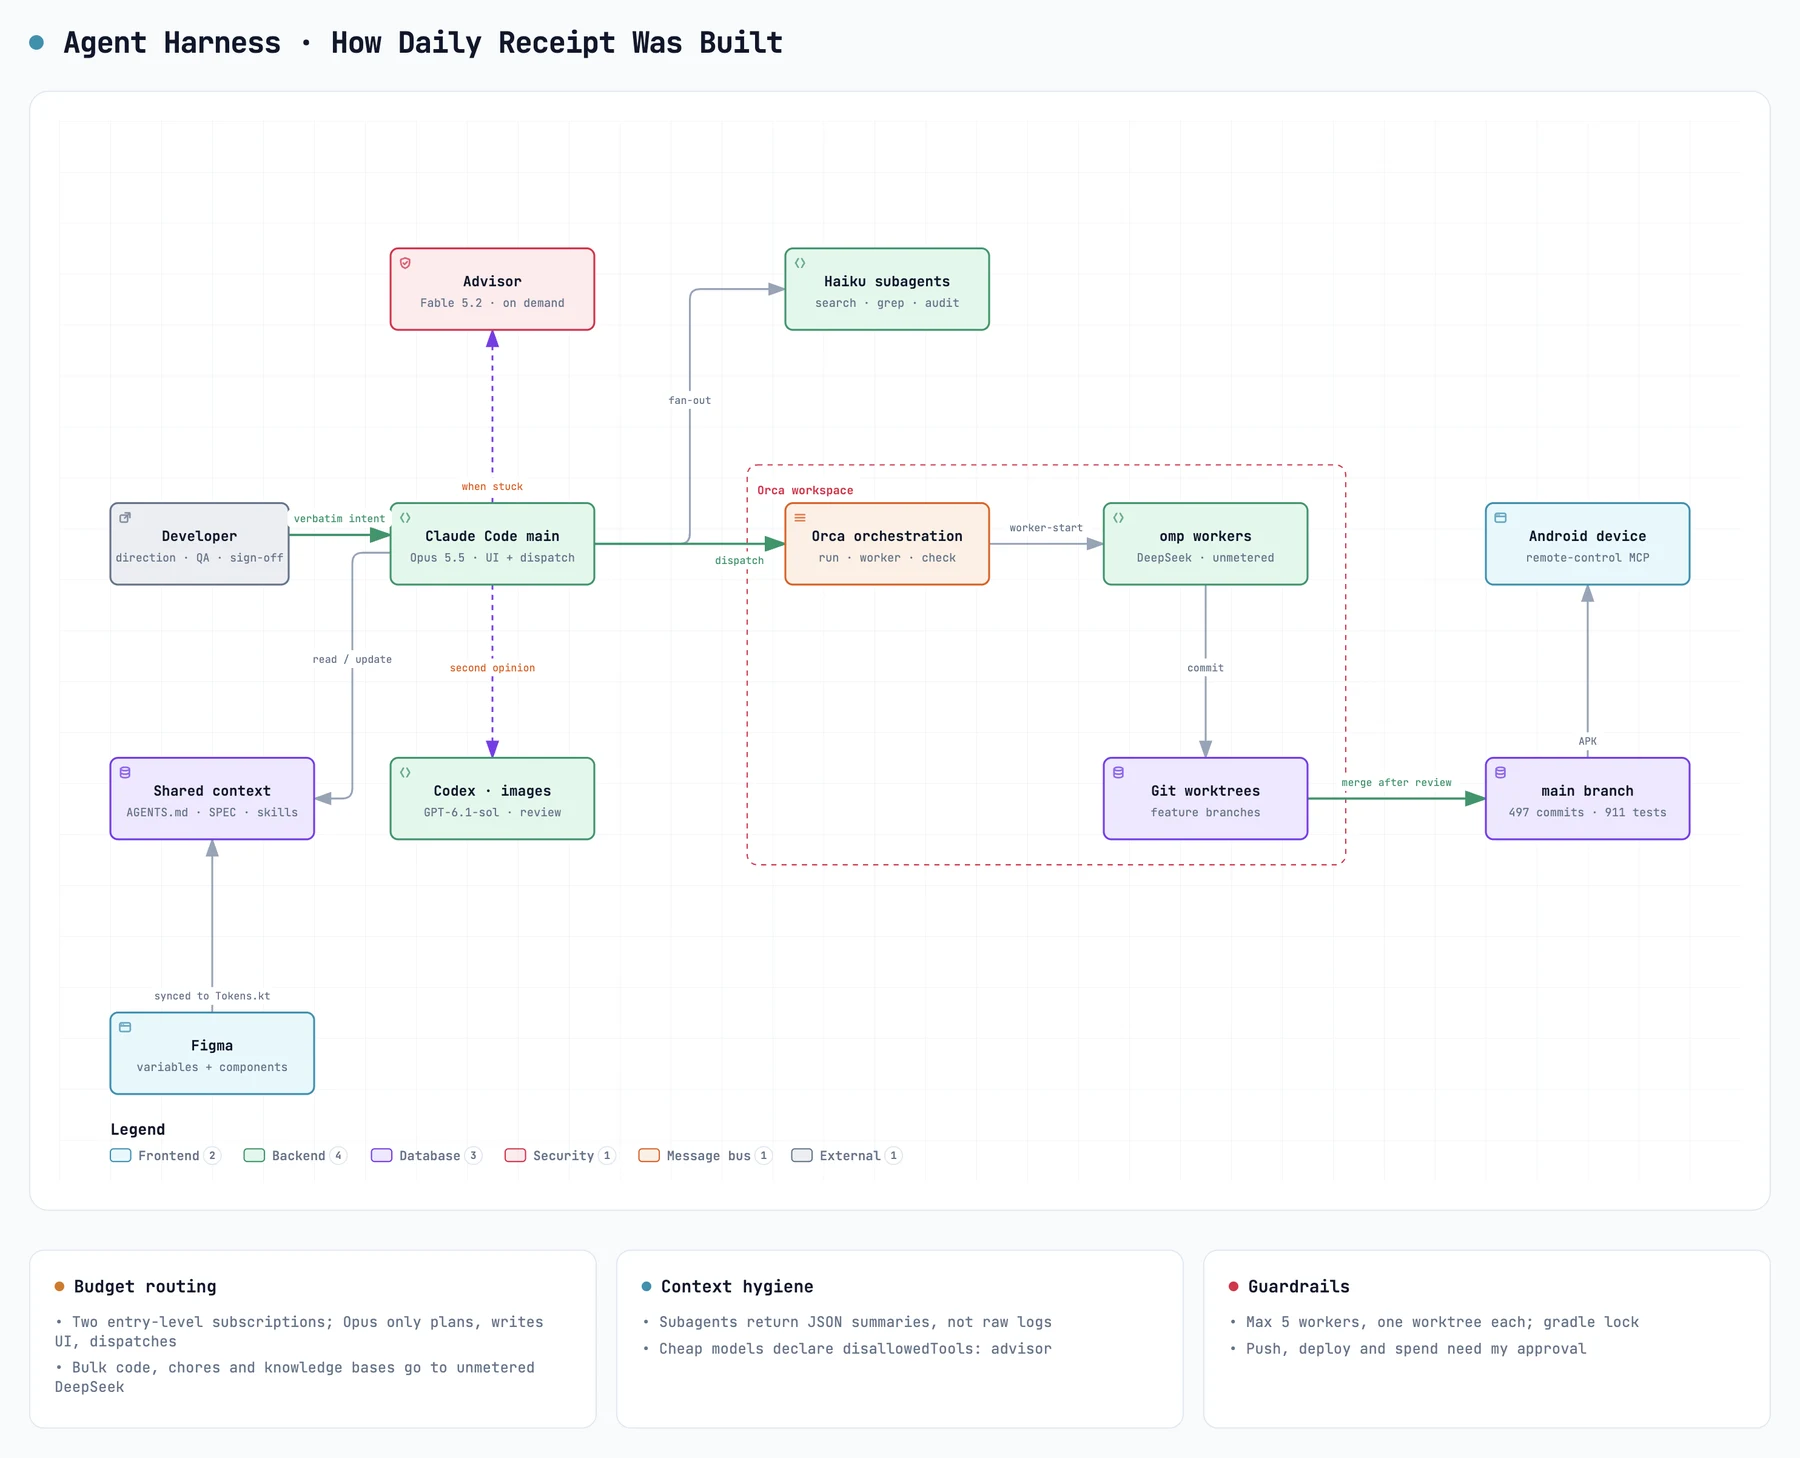 Agent Harness · How Daily Receipt Was Built
Advisor
Fable 5.2 · on demand
Haiku subagents
search · grep · audit
fan-out
when stuck
Orca workspace
Developer
direction · QA · sign-off
verbatim intent
Claude Code main
Opus 5.5 · UI + dispatch
dispatch
Orca orchestration
run · worker · check
worker-start
omp workers
DeepSeek · unmetered
Android device
remote-control MCP
read / update
second opinion
commit
APK
Shared context
AGENTS.md · SPEC · skills
Codex · images
GPT-6.1-sol · review
Git worktrees
feature branches
merge after review
main branch
497 commits · 911 tests
synced to Tokens.kt
Figma
variables + components
Legend
Frontend 2 Backend 4 Database 3 Security 1 Message bus 1 External 1
Budget routing
• Two entry-level subscriptions; Opus only plans, writes
UI, dispatches
• Bulk code, chores and knowledge bases go to unmetered
DeepSeek
Context hygiene
• Subagents return JSON summaries, not raw logs
• Cheap models declare disallowedTools: advisor
Guardrails
• Max 5 workers, one worktree each; gradle lock
• Push, deploy and spend need my approval